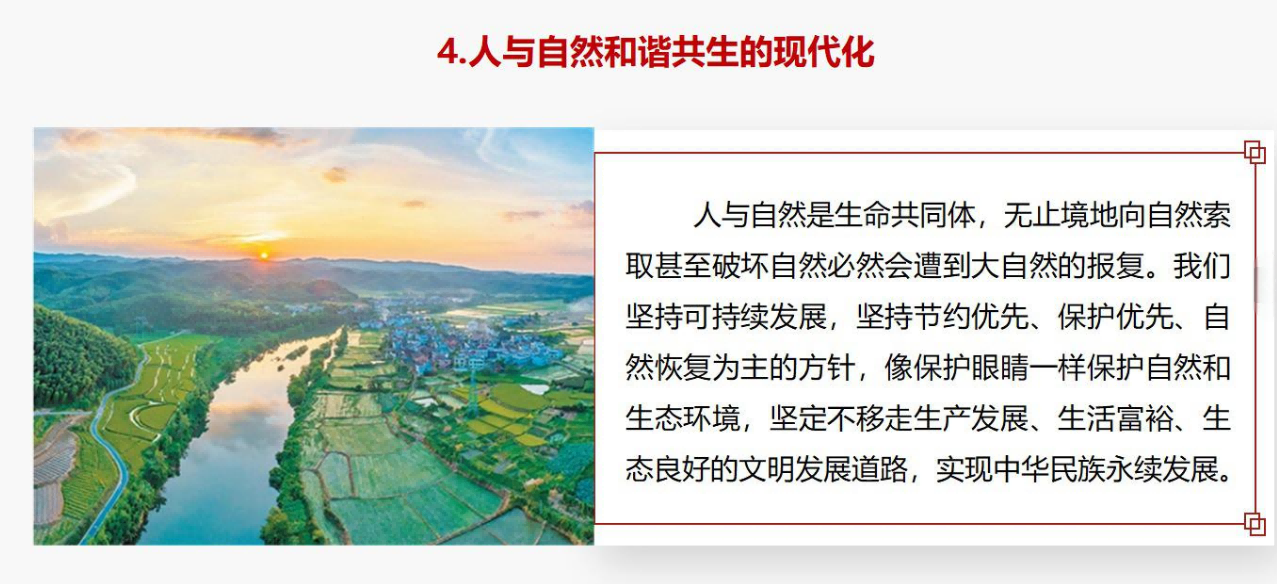 4.人与自然和谐共生的现代化
人与自然是生命共同体，无止境地向自然索
取甚至破坏自然必然会遭到大自然的报复。我们
坚持可持续发展，坚持节约优先、保护优先、自
然恢复为主的方针，像保护眼睛一样保护自然和
生态环境，坚定不移走生产发展、生活富裕、生
态良好的文明发展道路，实现中华民族永续发展。